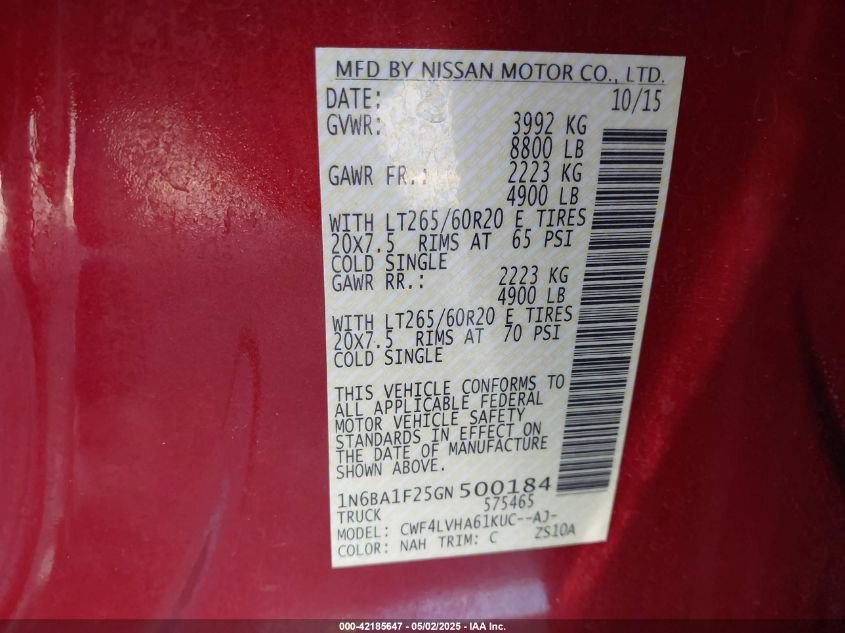 MFD BY NISSAN MOTOR CO., LTD.
DATE: 10/15
GVWR: 3992 KG
8800 LB
GAWR FR.: 2223 KG
4900 LB
WITH LT265/60R20 E TIRES
20X7.5 RIMS AT 65 PSI
COLD SINGLE
GAWR RR.: 2223 KG
4900 LB
WITH LT265/60R20 E TIRES
20X7.5 RIMS AT 70 PSI
COLD SINGLE
THIS VEHICLE CONFORMS TO
ALL APPLICABLE FEDERAL
MOTOR VEHICLE SAFETY
STANDARDS IN EFFECT ON
THE DATE OF MANUFACTURE
SHOWN ABOVE.
1N6BA1F25GN 500184
TRUCK 575465
MODEL: CWF4LVHA61KUC--AJ-
COLOR: NAH TRIM: C ZS10A
000-42185647 - 05/02/2025 - IAA Inc.